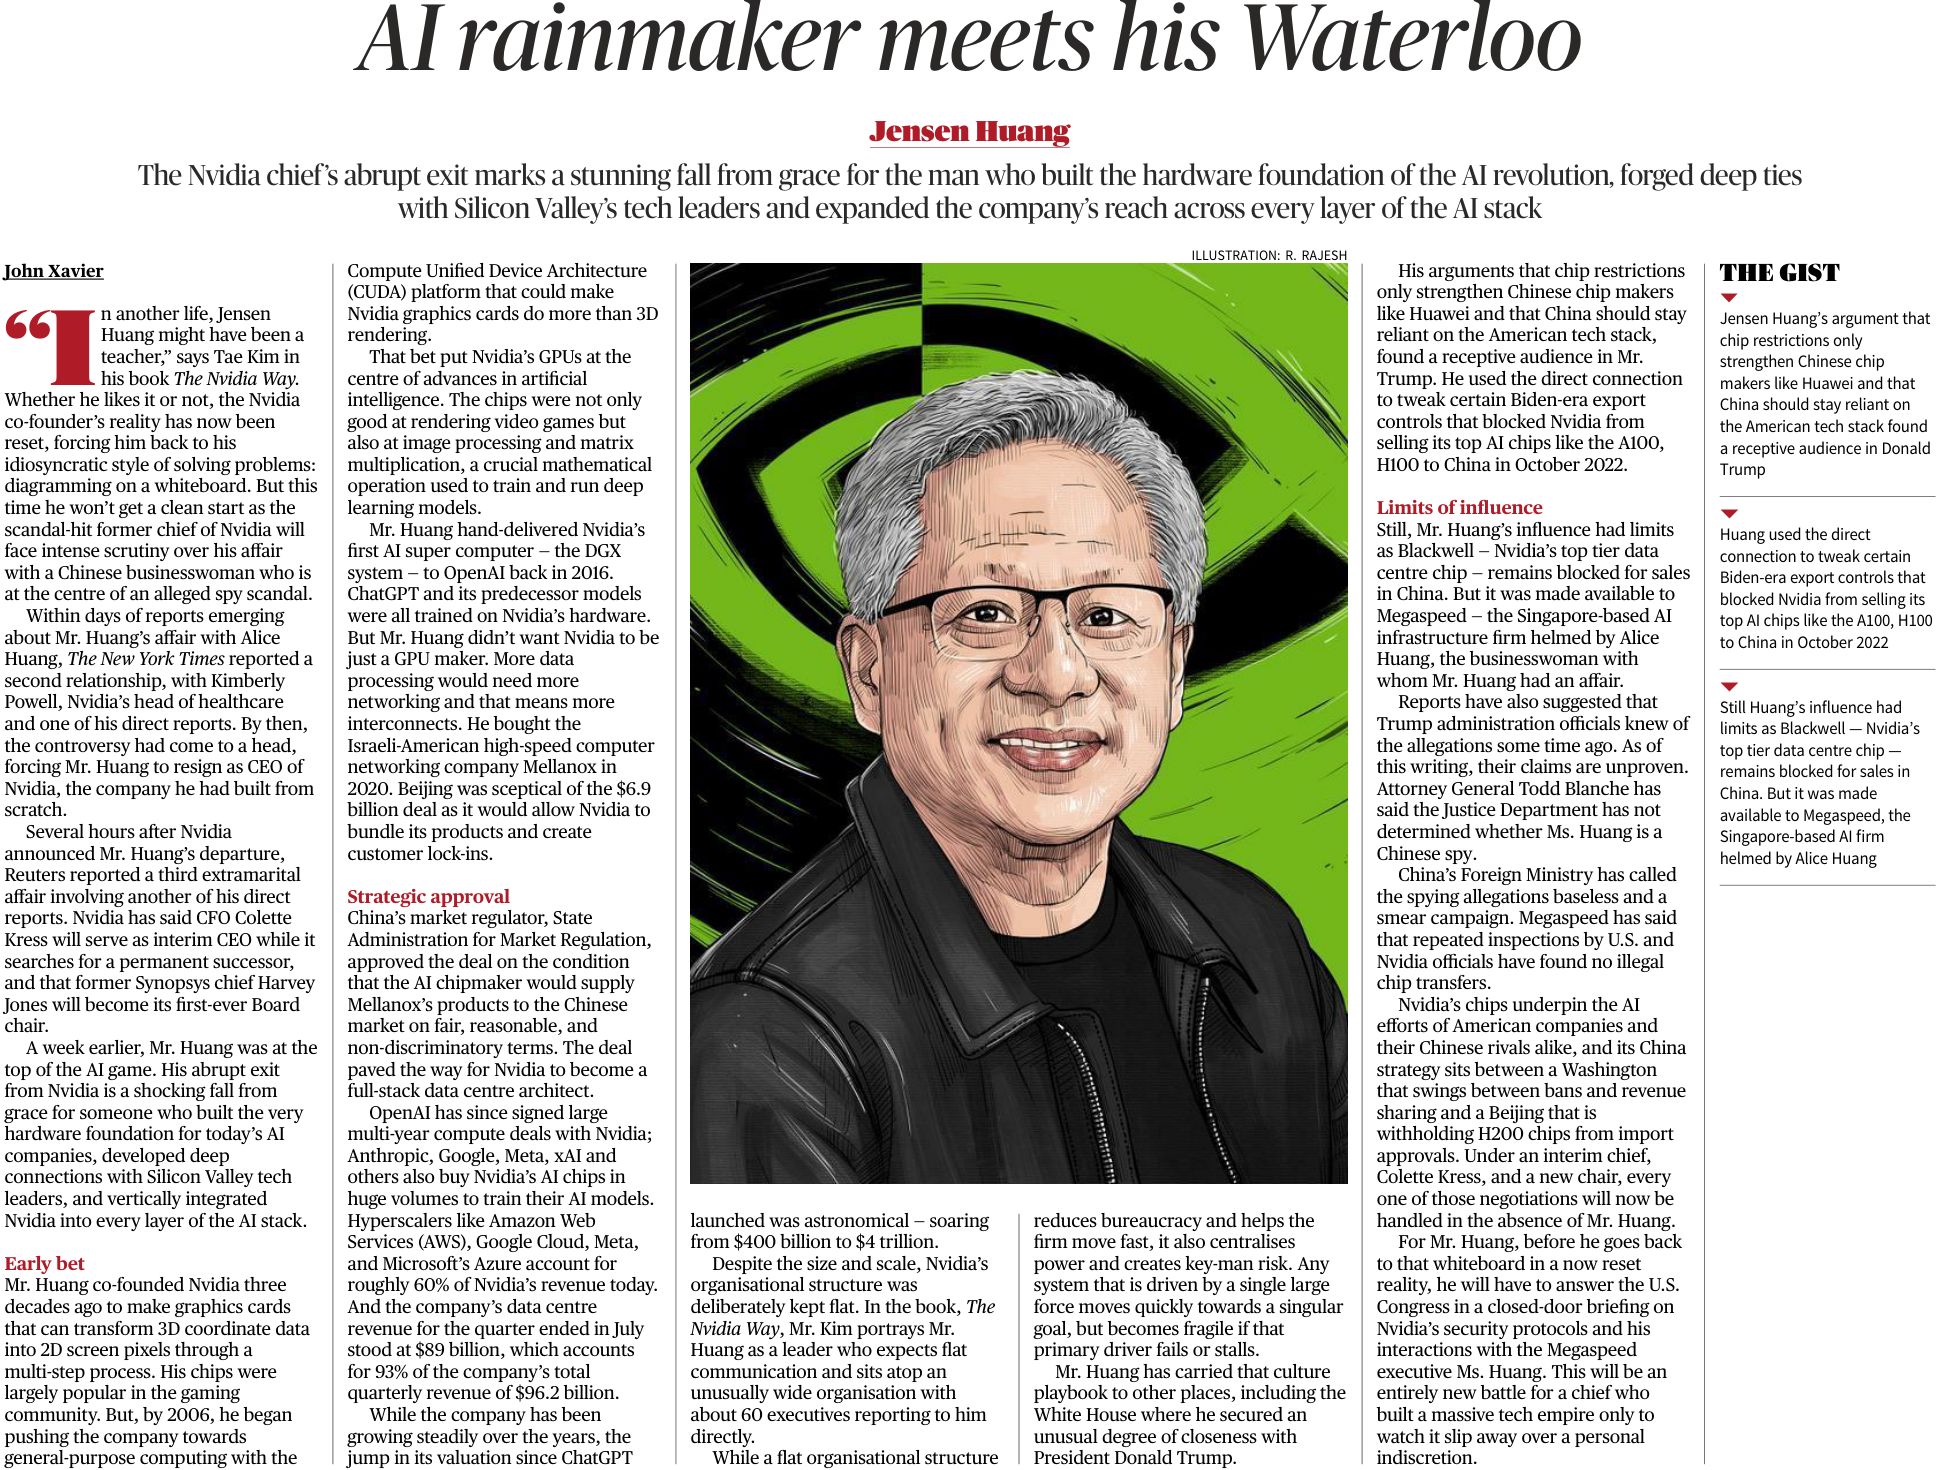 AI rainmaker meets his Waterloo
Jensen Huang
The Nvidia chief’s abrupt exit marks a stunning fall from grace for the man who built the hardware foundation of the AI revolution, forged deep ties
with Silicon Valley’s tech leaders and expanded the company’s reach across every layer of the AI stack
John Xavier
“In another life, Jensen
Huang might have been a
teacher,” says Tae Kim in
his book The Nvidia Way.
Whether he likes it or not, the Nvidia
co-founder’s reality has now been
reset, forcing him back to his
idiosyncratic style of solving problems:
diagramming on a whiteboard. But this
time he won’t get a clean start as the
scandal-hit former chief of Nvidia will
face intense scrutiny over his affair
with a Chinese businesswoman who is
at the centre of an alleged spy scandal.
Within days of reports emerging
about Mr. Huang’s affair with Alice
Huang, The New York Times reported a
second relationship, with Kimberly
Powell, Nvidia’s head of healthcare
and one of his direct reports. By then,
the controversy had come to a head,
forcing Mr. Huang to resign as CEO of
Nvidia, the company he had built from
scratch.
Several hours after Nvidia
announced Mr. Huang’s departure,
Reuters reported a third extramarital
affair involving another of his direct
reports. Nvidia has said CFO Colette
Kress will serve as interim CEO while it
searches for a permanent successor,
and that former Synopsys chief Harvey
Jones will become its first-ever Board
chair.
A week earlier, Mr. Huang was at the
top of the AI game. His abrupt exit
from Nvidia is a shocking fall from
grace for someone who built the very
hardware foundation for today’s AI
companies, developed deep
connections with Silicon Valley tech
leaders, and vertically integrated
Nvidia into every layer of the AI stack.
Early bet
Mr. Huang co-founded Nvidia three
decades ago to make graphics cards
that can transform 3D coordinate data
into 2D screen pixels through a
multi-step process. His chips were
largely popular in the gaming
community. But, by 2006, he began
pushing the company towards
general-purpose computing with the
Compute Unified Device Architecture
(CUDA) platform that could make
Nvidia graphics cards do more than 3D
rendering.
That bet put Nvidia’s GPUs at the
centre of advances in artificial
intelligence. The chips were not only
good at rendering video games but
also at image processing and matrix
multiplication, a crucial mathematical
operation used to train and run deep
learning models.
Mr. Huang hand-delivered Nvidia’s
first AI super computer – the DGX
system – to OpenAI back in 2016.
ChatGPT and its predecessor models
were all trained on Nvidia’s hardware.
But Mr. Huang didn’t want Nvidia to be
just a GPU maker. More data
processing would need more
networking and that means more
interconnects. He bought the
Israeli-American high-speed computer
networking company Mellanox in
2020. Beijing was sceptical of the $6.9
billion deal as it would allow Nvidia to
bundle its products and create
customer lock-ins.
Strategic approval
China’s market regulator, State
Administration for Market Regulation,
approved the deal on the condition
that the AI chipmaker would supply
Mellanox’s products to the Chinese
market on fair, reasonable, and
non-discriminatory terms. The deal
paved the way for Nvidia to become a
full-stack data centre architect.
OpenAI has since signed large
multi-year compute deals with Nvidia;
Anthropic, Google, Meta, xAI and
others also buy Nvidia’s AI chips in
huge volumes to train their AI models.
Hyperscalers like Amazon Web
Services (AWS), Google Cloud, Meta,
and Microsoft’s Azure account for
roughly 60% of Nvidia’s revenue today.
And the company’s data centre
revenue for the quarter ended in July
stood at $89 billion, which accounts
for 93% of the company’s total
quarterly revenue of $96.2 billion.
While the company has been
growing steadily over the years, the
jump in its valuation since ChatGPT
ILLUSTRATION: R. RAJESH
launched was astronomical – soaring
from $400 billion to $4 trillion.
Despite the size and scale, Nvidia’s
organisational structure was
deliberately kept flat. In the book, The
Nvidia Way, Mr. Kim portrays Mr.
Huang as a leader who expects flat
communication and sits atop an
unusually wide organisation with
about 60 executives reporting to him
directly.
While a flat organisational structure
reduces bureaucracy and helps the
firm move fast, it also centralises
power and creates key-man risk. Any
system that is driven by a single large
force moves quickly towards a singular
goal, but becomes fragile if that
primary driver fails or stalls.
Mr. Huang has carried that culture
playbook to other places, including the
White House where he secured an
unusual degree of closeness with
President Donald Trump.
His arguments that chip restrictions
only strengthen Chinese chip makers
like Huawei and that China should stay
reliant on the American tech stack,
found a receptive audience in Mr.
Trump. He used the direct connection
to tweak certain Biden-era export
controls that blocked Nvidia from
selling its top AI chips like the A100,
H100 to China in October 2022.
Limits of influence
Still, Mr. Huang’s influence had limits
as Blackwell – Nvidia’s top tier data
centre chip – remains blocked for sales
in China. But it was made available to
Megaspeed – the Singapore-based AI
infrastructure firm helmed by Alice
Huang, the businesswoman with
whom Mr. Huang had an affair.
Reports have also suggested that
Trump administration officials knew of
the allegations some time ago. As of
this writing, their claims are unproven.
Attorney General Todd Blanche has
said the Justice Department has not
determined whether Ms. Huang is a
Chinese spy.
China’s Foreign Ministry has called
the spying allegations baseless and a
smear campaign. Megaspeed has said
that repeated inspections by U.S. and
Nvidia officials have found no illegal
chip transfers.
Nvidia’s chips underpin the AI
efforts of American companies and
their Chinese rivals alike, and its China
strategy sits between a Washington
that swings between bans and revenue
sharing and a Beijing that is
withholding H200 chips from import
approvals. Under an interim chief,
Colette Kress, and a new chair, every
one of those negotiations will now be
handled in the absence of Mr. Huang.
For Mr. Huang, before he goes back
to that whiteboard in a now reset
reality, he will have to answer the U.S.
Congress in a closed-door briefing on
Nvidia’s security protocols and his
interactions with the Megaspeed
executive Ms. Huang. This will be an
entirely new battle for a chief who
built a massive tech empire only to
watch it slip away over a personal
indiscretion.
THE GIST
Jensen Huang’s argument that
chip restrictions only
strengthen Chinese chip
makers like Huawei and that
China should stay reliant on
the American tech stack found
a receptive audience in Donald
Trump
Huang used the direct
connection to tweak certain
Biden-era export controls that
blocked Nvidia from selling its
top AI chips like the A100, H100
to China in October 2022
Still Huang’s influence had
limits as Blackwell — Nvidia’s
top tier data centre chip —
remains blocked for sales in
China. But it was made
available to Megaspeed, the
Singapore-based AI firm
helmed by Alice Huang